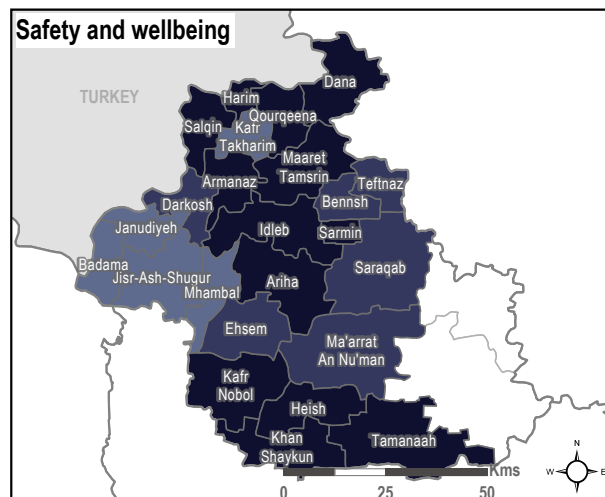 Safety and wellbeing
TURKEY
Dana
Harim
Qourqeena
Salqin
Kafr
Takharim
Maaret
Tamsrin
Teftnaz
Armanaz
Bennsh
Darkosh
Janudiyeh
Idleb
Sarmin
Badama
Jisr-Ash-Shuqur
Mhambal
Ariha
Saraqab
Ehsem
Ma'arrat
An Nu'man
Kafr
Nobol
Heish
Khan
Shaykun
Tamanaah
Kms
0 25 50
N
W E
S